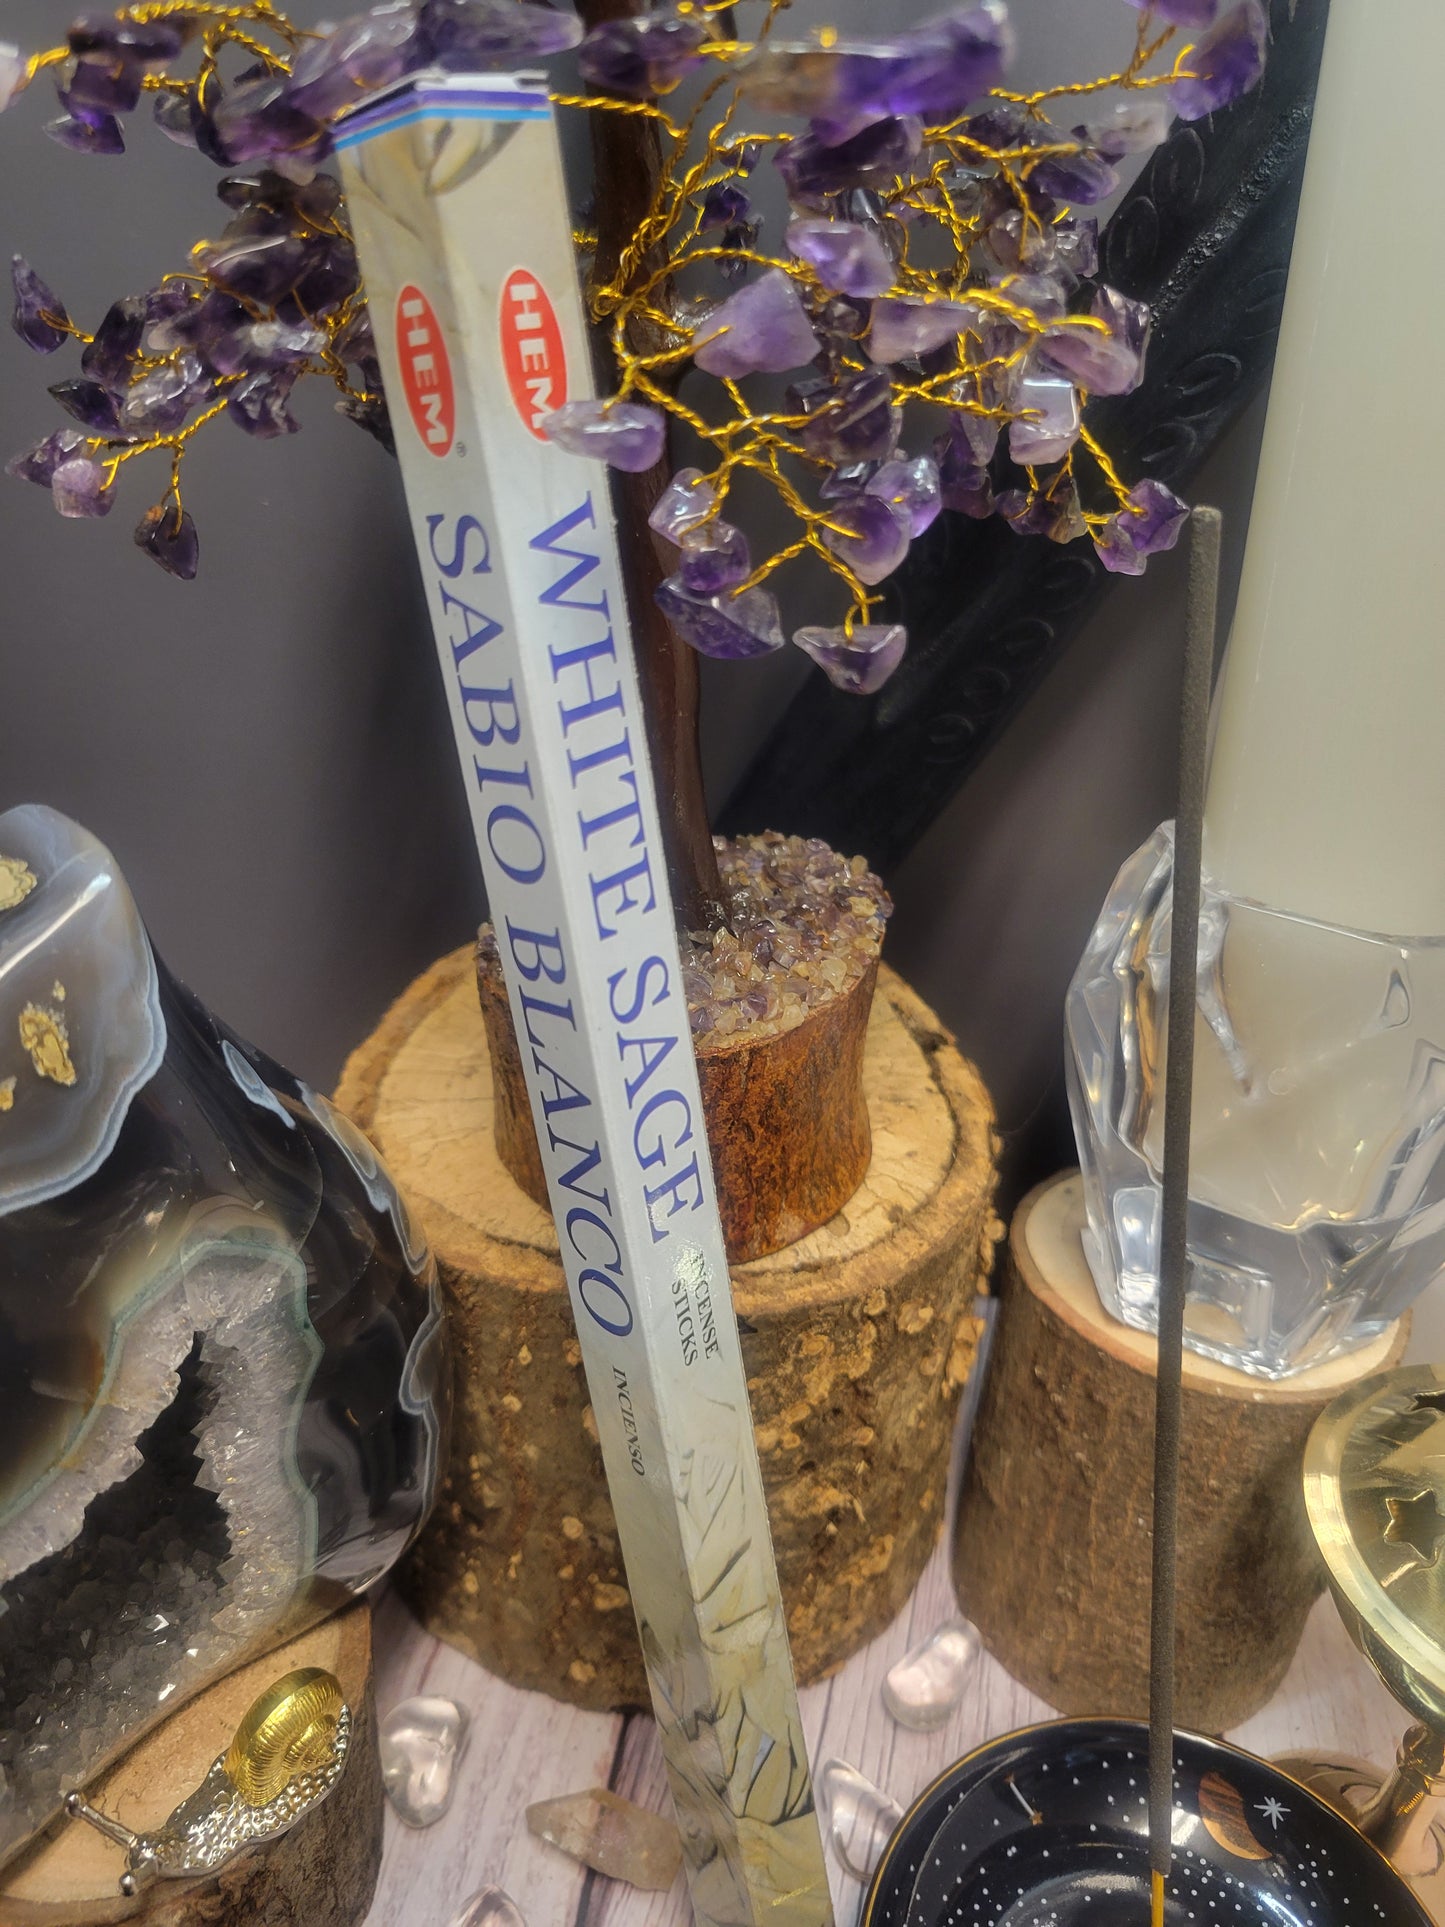 HEM®
SABIO BLANCO
INCIENSO
HEM
WHITE SAGE
INCENSE
STICKS